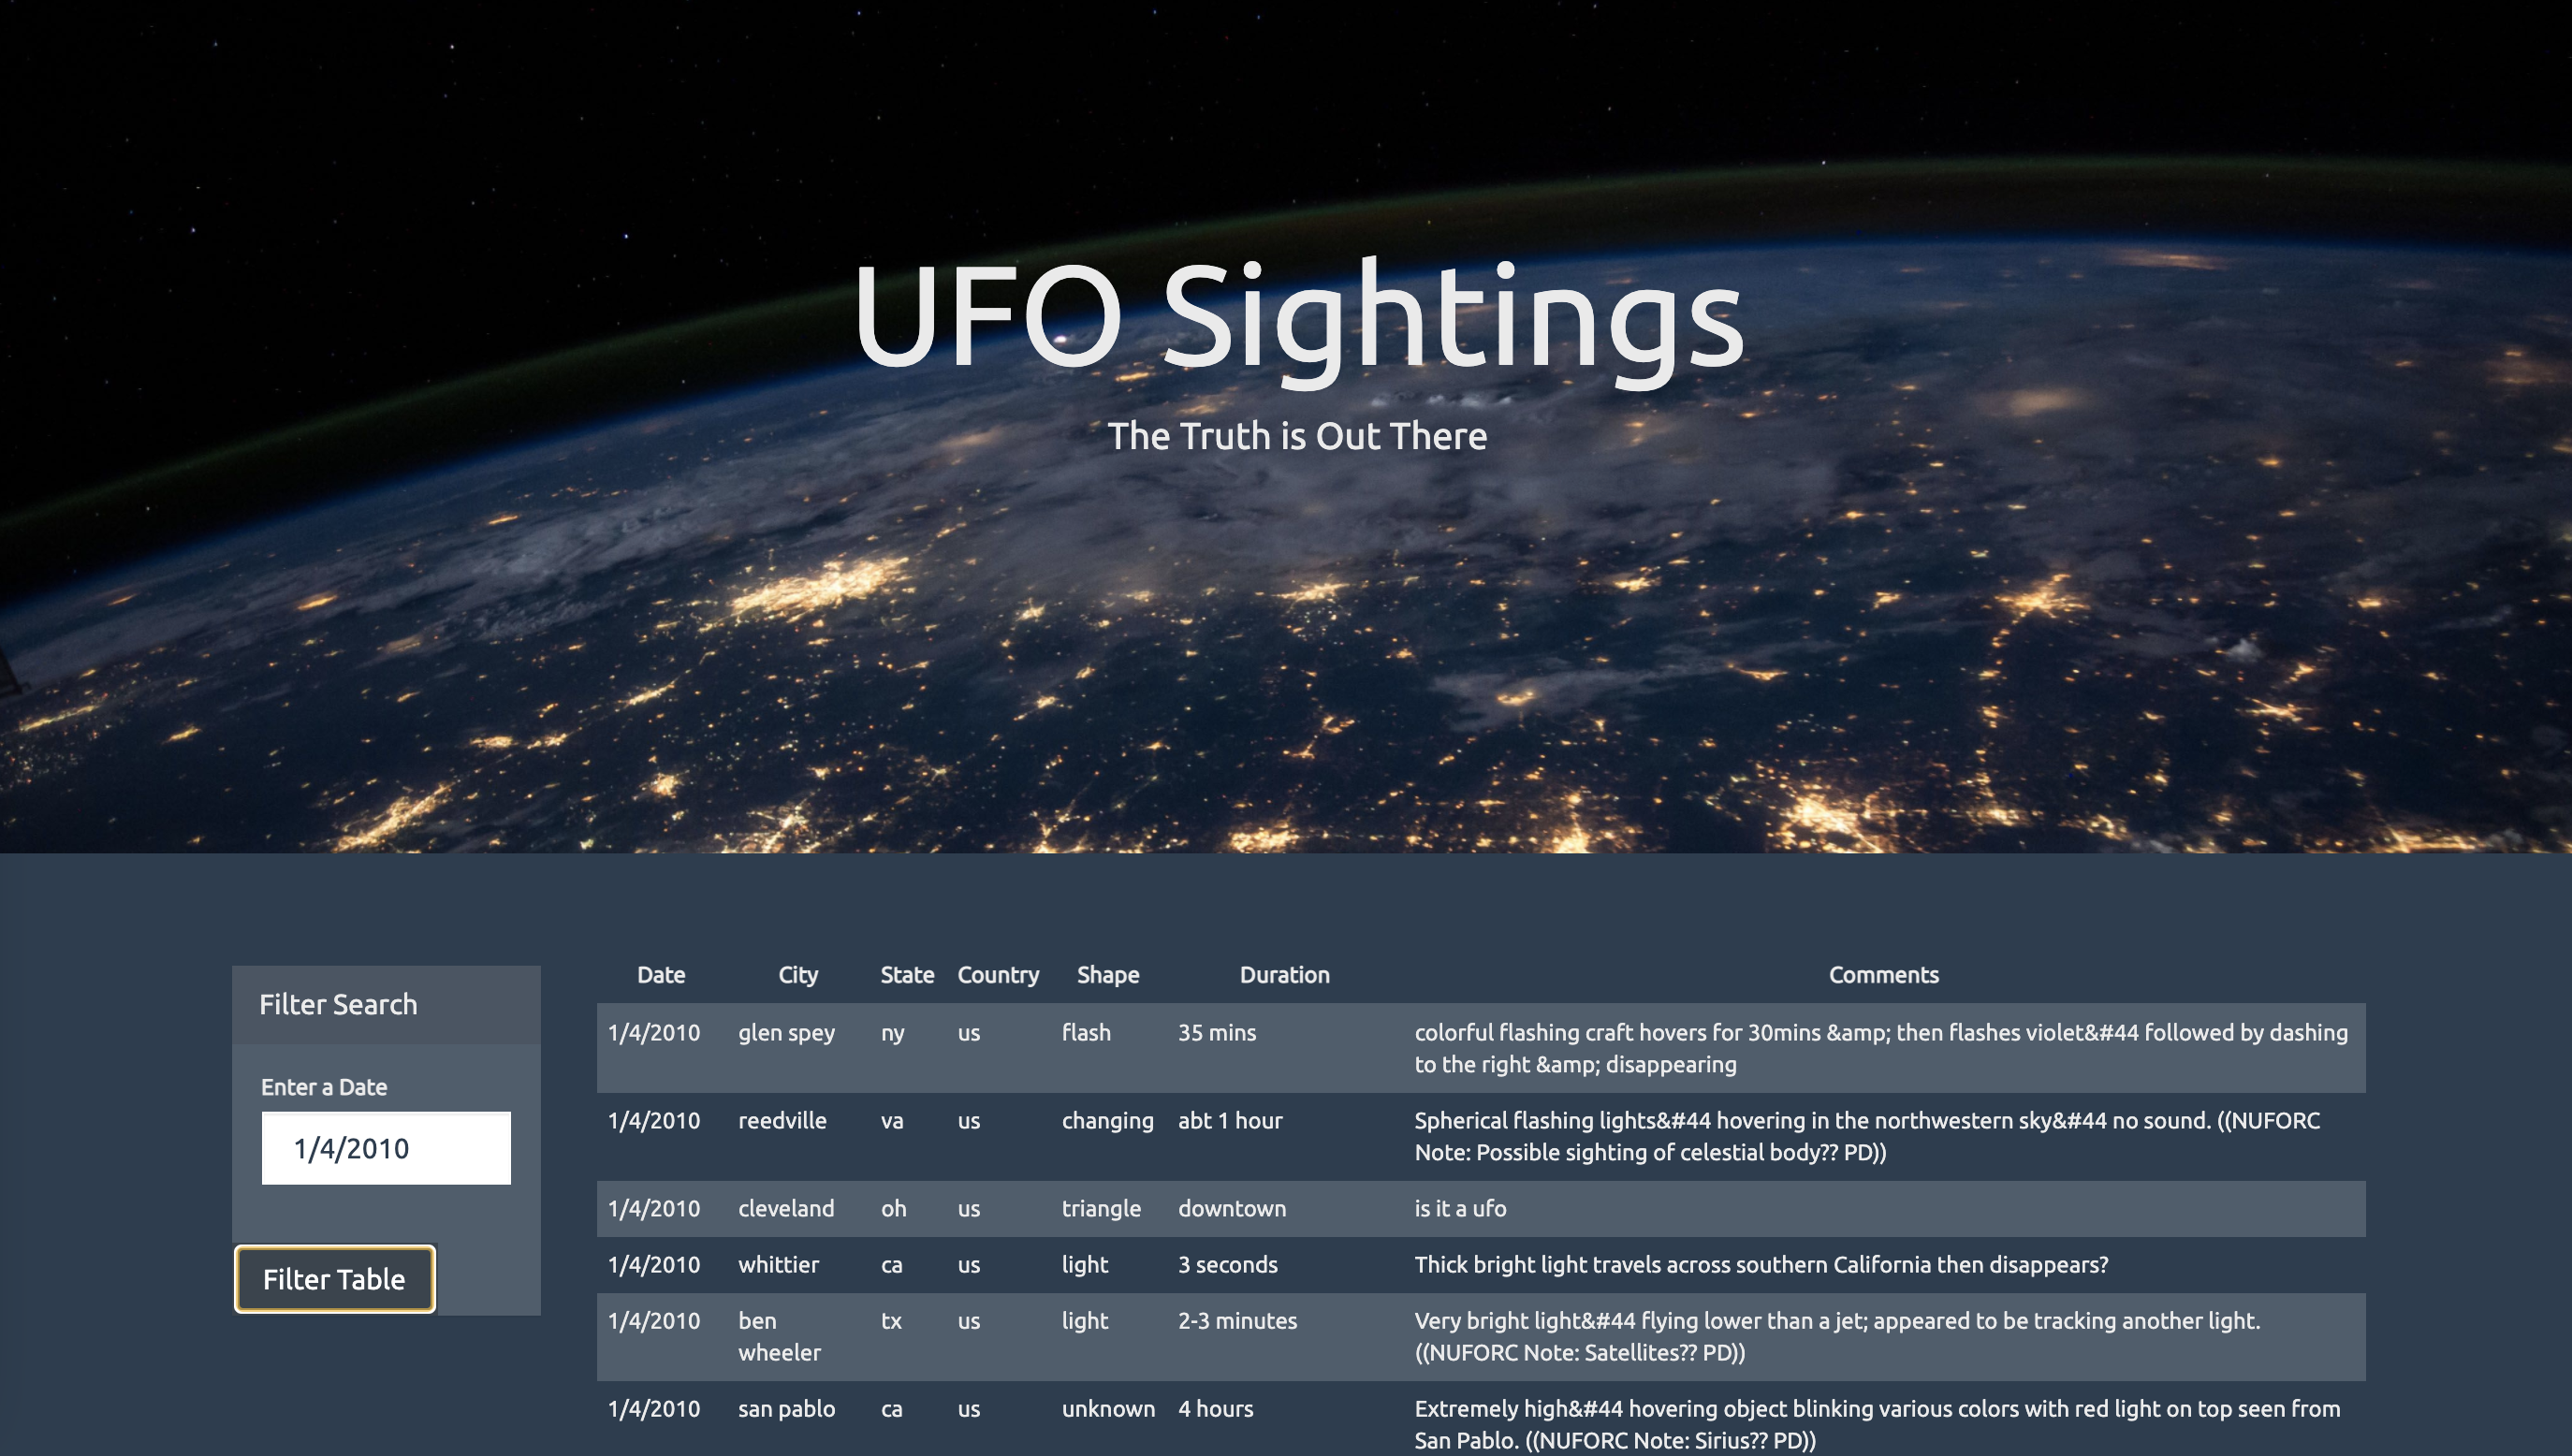 UFO Sightings
The Truth is Out There
Filter Search
Enter a Date
1/4/2010
Filter Table
Date City State Country Shape Duration Comments
1/4/2010 glen spey ny us flash 35 mins colorful flashing craft hovers for 30mins &amp; then flashes violet&#44 followed by dashing
to the right &amp; disappearing
1/4/2010 reedville va us changing abt 1 hour Spherical flashing lights&#44 hovering in the northwestern sky&#44 no sound. ((NUFORC
Note: Possible sighting of celestial body?? PD))
1/4/2010 cleveland oh us triangle downtown is it a ufo
1/4/2010 whittier ca us light 3 seconds Thick bright light travels across southern California then disappears?
1/4/2010 ben tx us light 2-3 minutes Very bright light&#44 flying lower than a jet; appeared to be tracking another light.
wheeler ((NUFORC Note: Satellites?? PD))
1/4/2010 san pablo ca us unknown 4 hours Extremely high&#44 hovering object blinking various colors with red light on top seen from
San Pablo. ((NUFORC Note: Sirius?? PD))